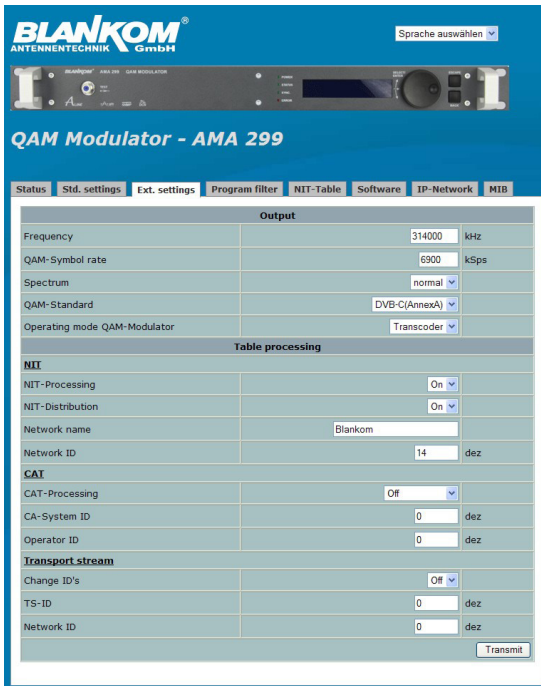 BLANKOM®
ANTENNENTECHNIK GmbH
Sprache auswählen
AMA 299 QAM MODULATOR
POWER
STATUS
SYNC
ERROR
QAM Modulator - AMA 299
Status Std. settings Ext. settings Program filter NIT-Table Software IP-Network MIB
Output
Frequency 314000 kHz
QAM-Symbol rate 6900 kSps
Spectrum normal
QAM-Standard DVB-C(AnnexA)
Operating mode QAM-Modulator Transcoder
Table processing
NIT
NIT-Processing On
NIT-Distribution On
Network name Blankom
Network ID 14 dez
CAT
CAT-Processing Off
CA-System ID 0 dez
Operator ID 0 dez
Transport stream
Change ID's Off
TS-ID 0 dez
Network ID 0 dez
Transmit